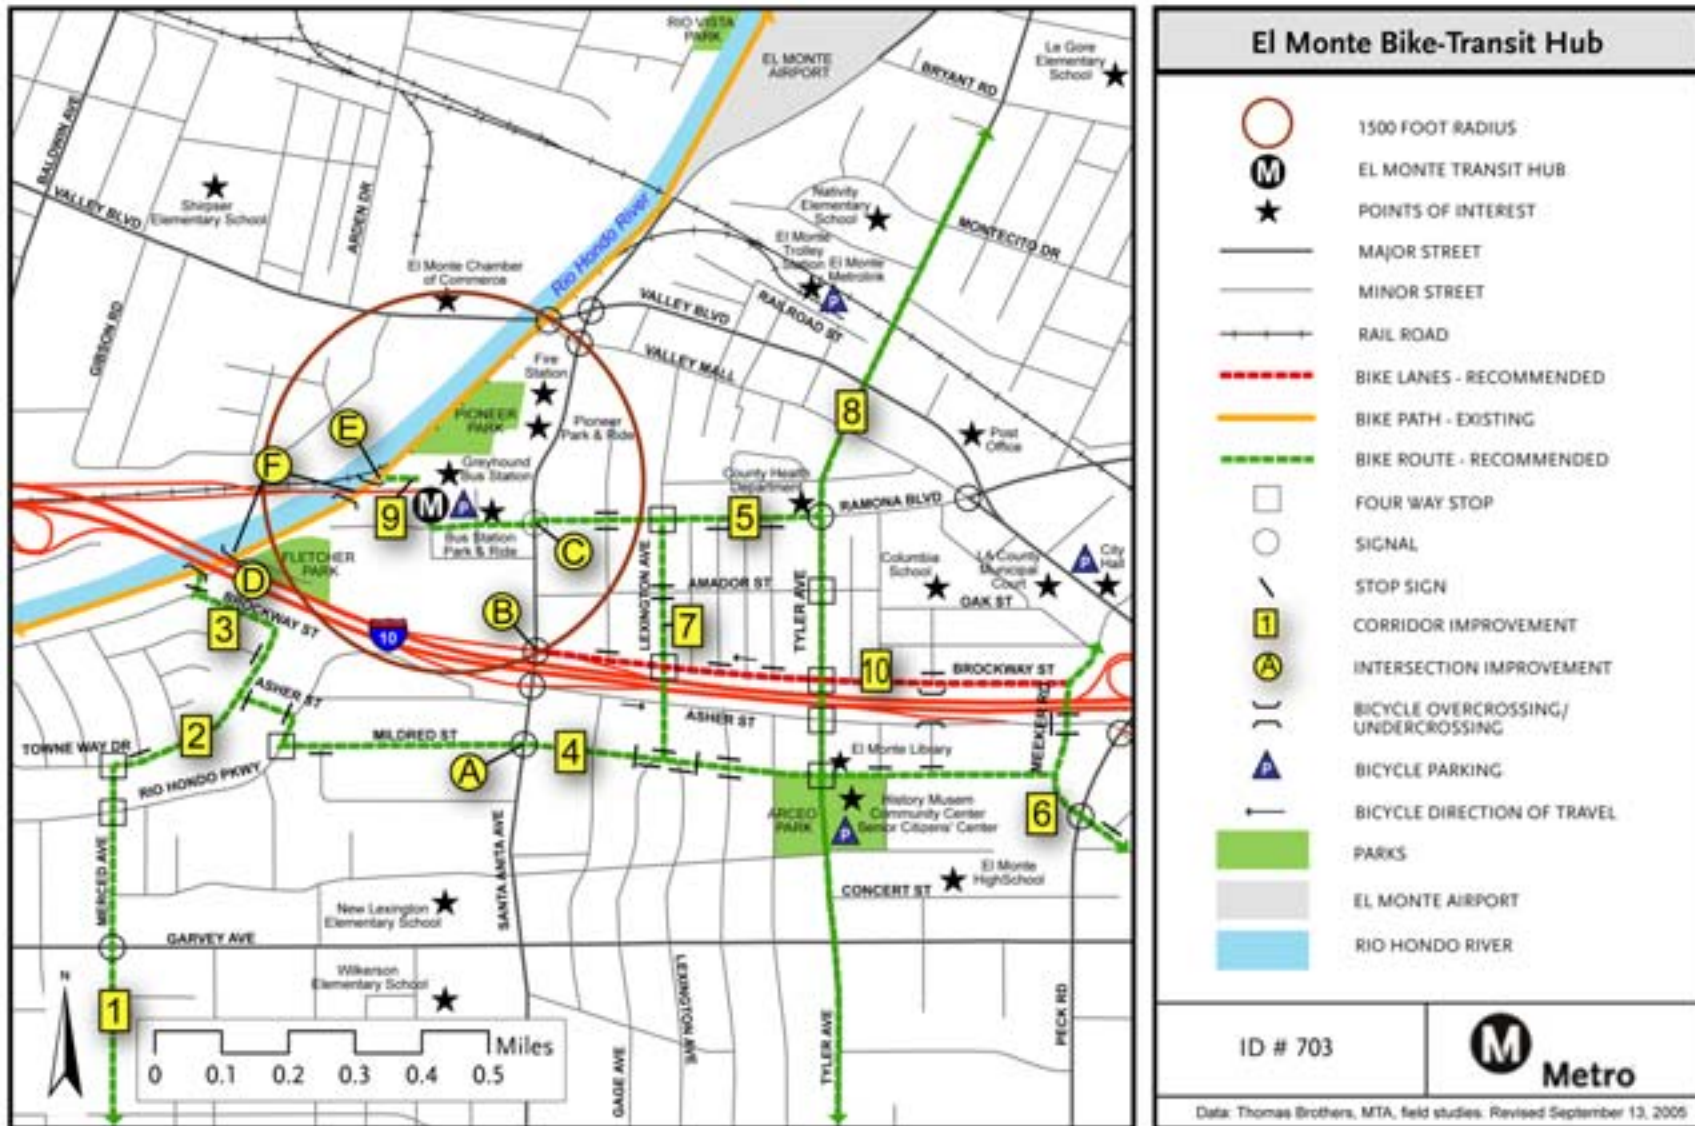 RIO VISTA
PARK
EL MONTE
AIRPORT
Le Gore
Elementary
School
BRYANT RD
BALDWIN AVE
VALLEY BLVD
Shirpser
Elementary School
ARDEN DR
Rio Hondo River
Nativity
Elementary
School
MONTECITO DR
El Monte
Trolley
Station
El Monte
Metrolink
El Monte Chamber
of Commerce
VALLEY BLVD
RAILROAD ST
P
GIBSON RD
VALLEY MALL
Fire
Station
PIONEER
PARK
Pioneer
Park & Ride
8
Post
Office
E
F
Greyhound
Bus Station
County Health
Department
RAMONA BLVD
9
M
P
Bus Station
Park & Ride
5
C
FLETCHER
PARK
D
LEXINGTON AVE
AMADOR ST
TYLER AVE
Columbia
School
LA County
Municipal
Court
P
City
Hall
OAK ST
BROCKWAY ST
3
B
10
7
10
BROCKWAY ST
ASHER ST
ASHER ST
MEEKER RD
TOWNE WAY DR
2
MILDRED ST
4
El Monte Library
RIO HONDO PKWY
A
ARCEO
PARK
P
History Musem
Community Center
Senior Citizens' Center
6
MERCED AVE
SANTA ANITA AVE
El Monte
HighSchool
CONCERT ST
New Lexington
Elementary School
GARVEY AVE
Wilkerson
Elementary School
N
1
LEXINGTON AVE
GAGE AVE
TYLER AVE
PECK RD
Miles
0 0.1 0.2 0.3 0.4 0.5
El Monte Bike-Transit Hub
1500 FOOT RADIUS
M EL MONTE TRANSIT HUB
POINTS OF INTEREST
MAJOR STREET
MINOR STREET
RAIL ROAD
BIKE LANES - RECOMMENDED
BIKE PATH - EXISTING
BIKE ROUTE - RECOMMENDED
FOUR WAY STOP
SIGNAL
STOP SIGN
1 CORRIDOR IMPROVEMENT
A INTERSECTION IMPROVEMENT
BICYCLE OVERCROSSING/
UNDERCROSSING
P BICYCLE PARKING
BICYCLE DIRECTION OF TRAVEL
PARKS
EL MONTE AIRPORT
RIO HONDO RIVER
ID # 703
M Metro
Data: Thomas Brothers, MTA, field studies. Revised September 13, 2005